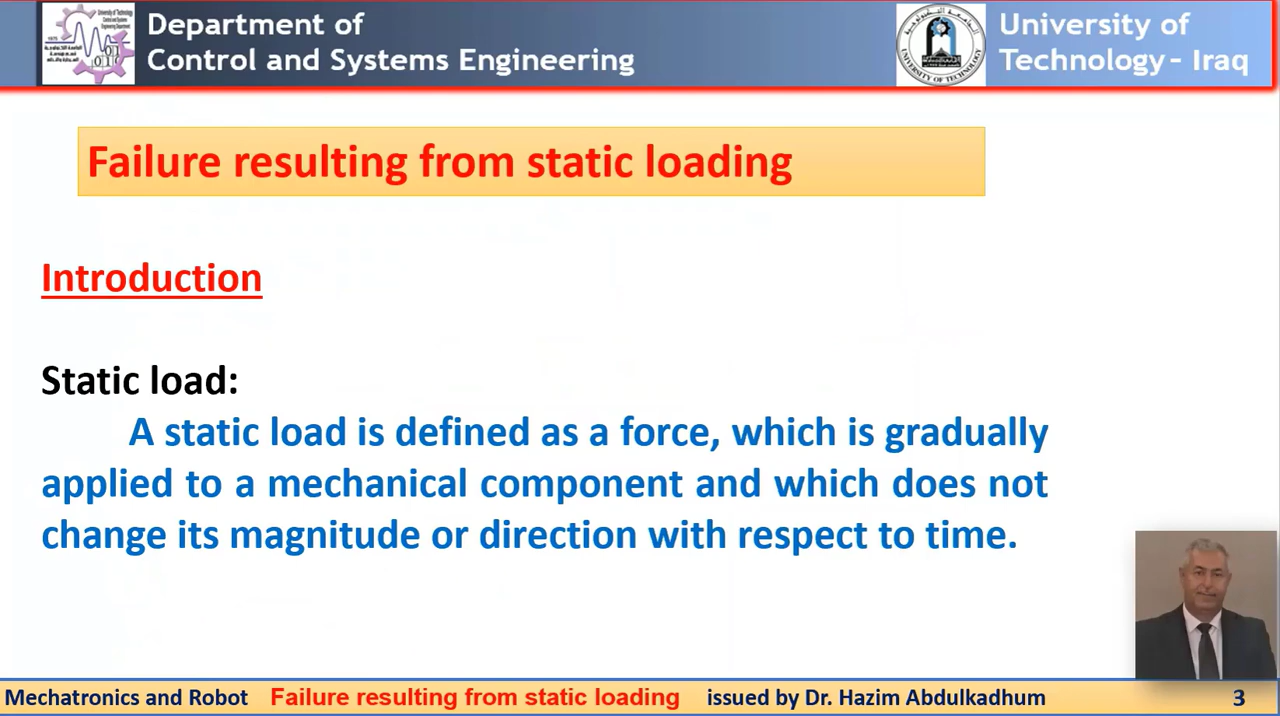 Department of
Control and Systems Engineering
University of
Technology - Iraq
UNIVERSITY OF TECHNOLOGY
Failure resulting from static loading
Introduction
Static load:
A static load is defined as a force, which is gradually
applied to a mechanical component and which does not
change its magnitude or direction with respect to time.
Mechatronics and Robot Failure resulting from static loading issued by Dr. Hazim Abdulkadhum 3